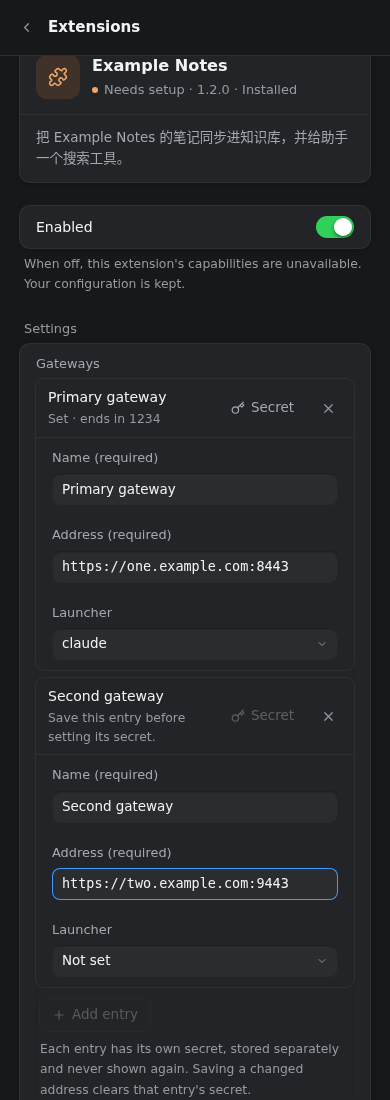 Extensions
Example Notes
Needs setup · 1.2.0 · Installed
把 Example Notes 的笔记同步进知识库，并给助手
一个搜索工具。
Enabled
When off, this extension's capabilities are unavailable.
Your configuration is kept.
Settings
Gateways
Primary gateway
Set · ends in 1234
Secret
Name (required)
Primary gateway
Address (required)
https://one.example.com:8443
Launcher
claude
Second gateway
Save this entry before
setting its secret.
Secret
Name (required)
Second gateway
Address (required)
https://two.example.com:9443
Launcher
Not set
Add entry
Each entry has its own secret, stored separately
and never shown again. Saving a changed
address clears that entry's secret.